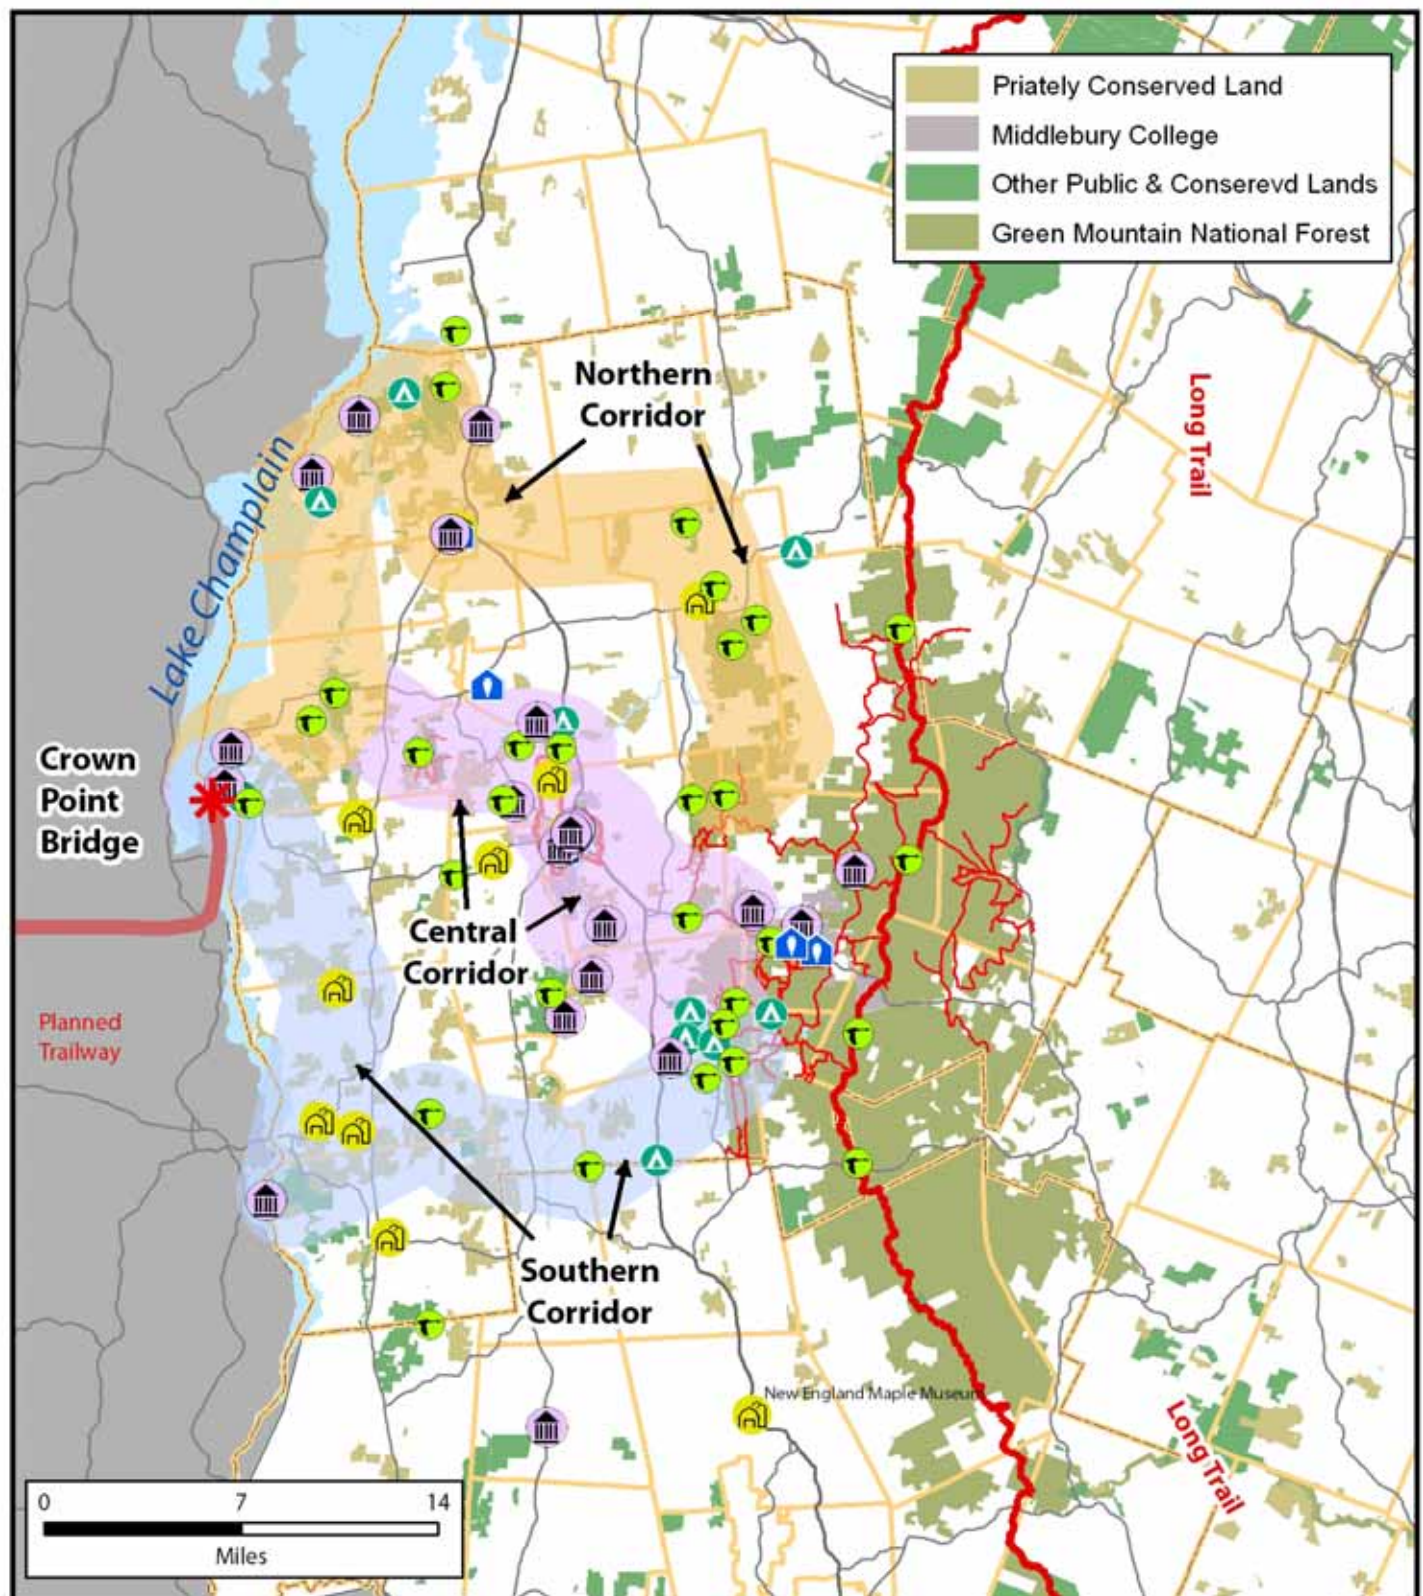 Priately Conserved Land
Middlebury College
Other Public & Conserevd Lands
Green Mountain National Forest
Northern
Corridor
Long Trail
Lake Champlain
Crown
Point
Bridge
Central
Corridor
Planned
Trailway
Southern
Corridor
New England Maple Museum
Long Trail
0 7 14
Miles